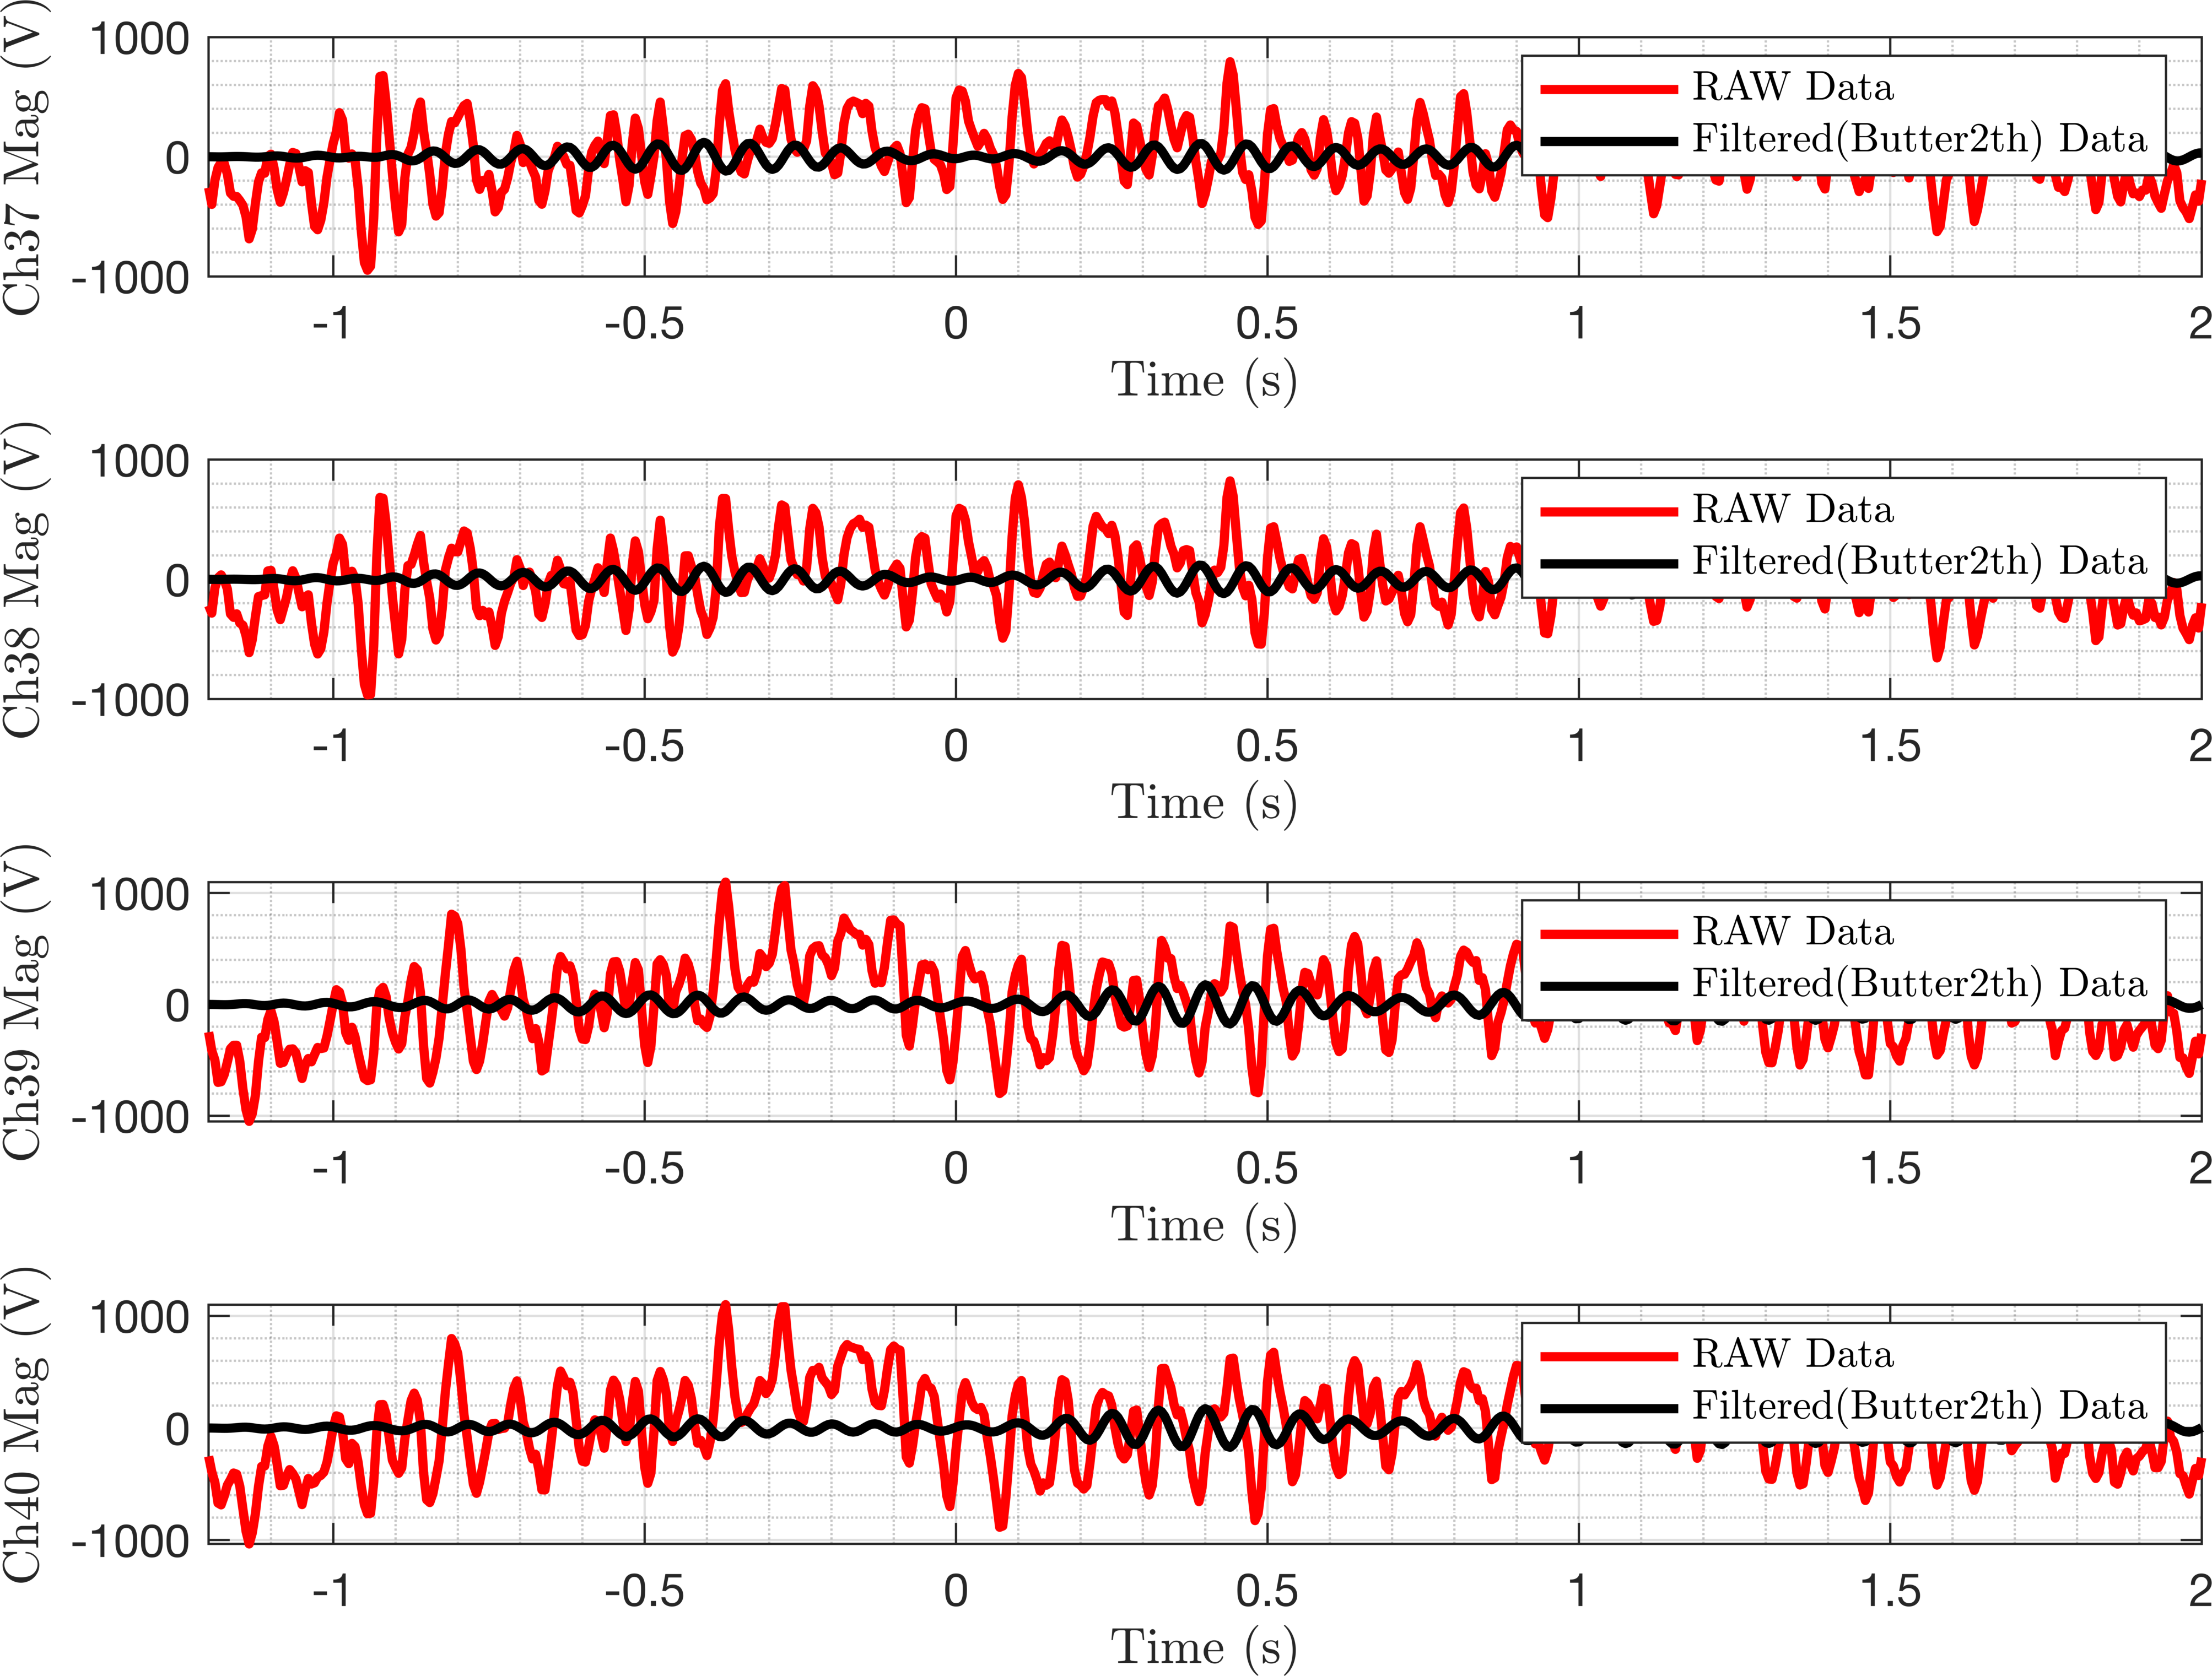 Ch37 Mag (V)
1000
0
-1000
RAW Data
Filtered(Butter2th) Data
-1 -0.5 0 0.5 1 1.5 2
Time (s)
Ch38 Mag (V)
1000
0
-1000
RAW Data
Filtered(Butter2th) Data
-1 -0.5 0 0.5 1 1.5 2
Time (s)
Ch39 Mag (V)
1000
0
-1000
RAW Data
Filtered(Butter2th) Data
-1 -0.5 0 0.5 1 1.5 2
Time (s)
Ch40 Mag (V)
1000
0
-1000
RAW Data
Filtered(Butter2th) Data
-1 -0.5 0 0.5 1 1.5 2
Time (s)